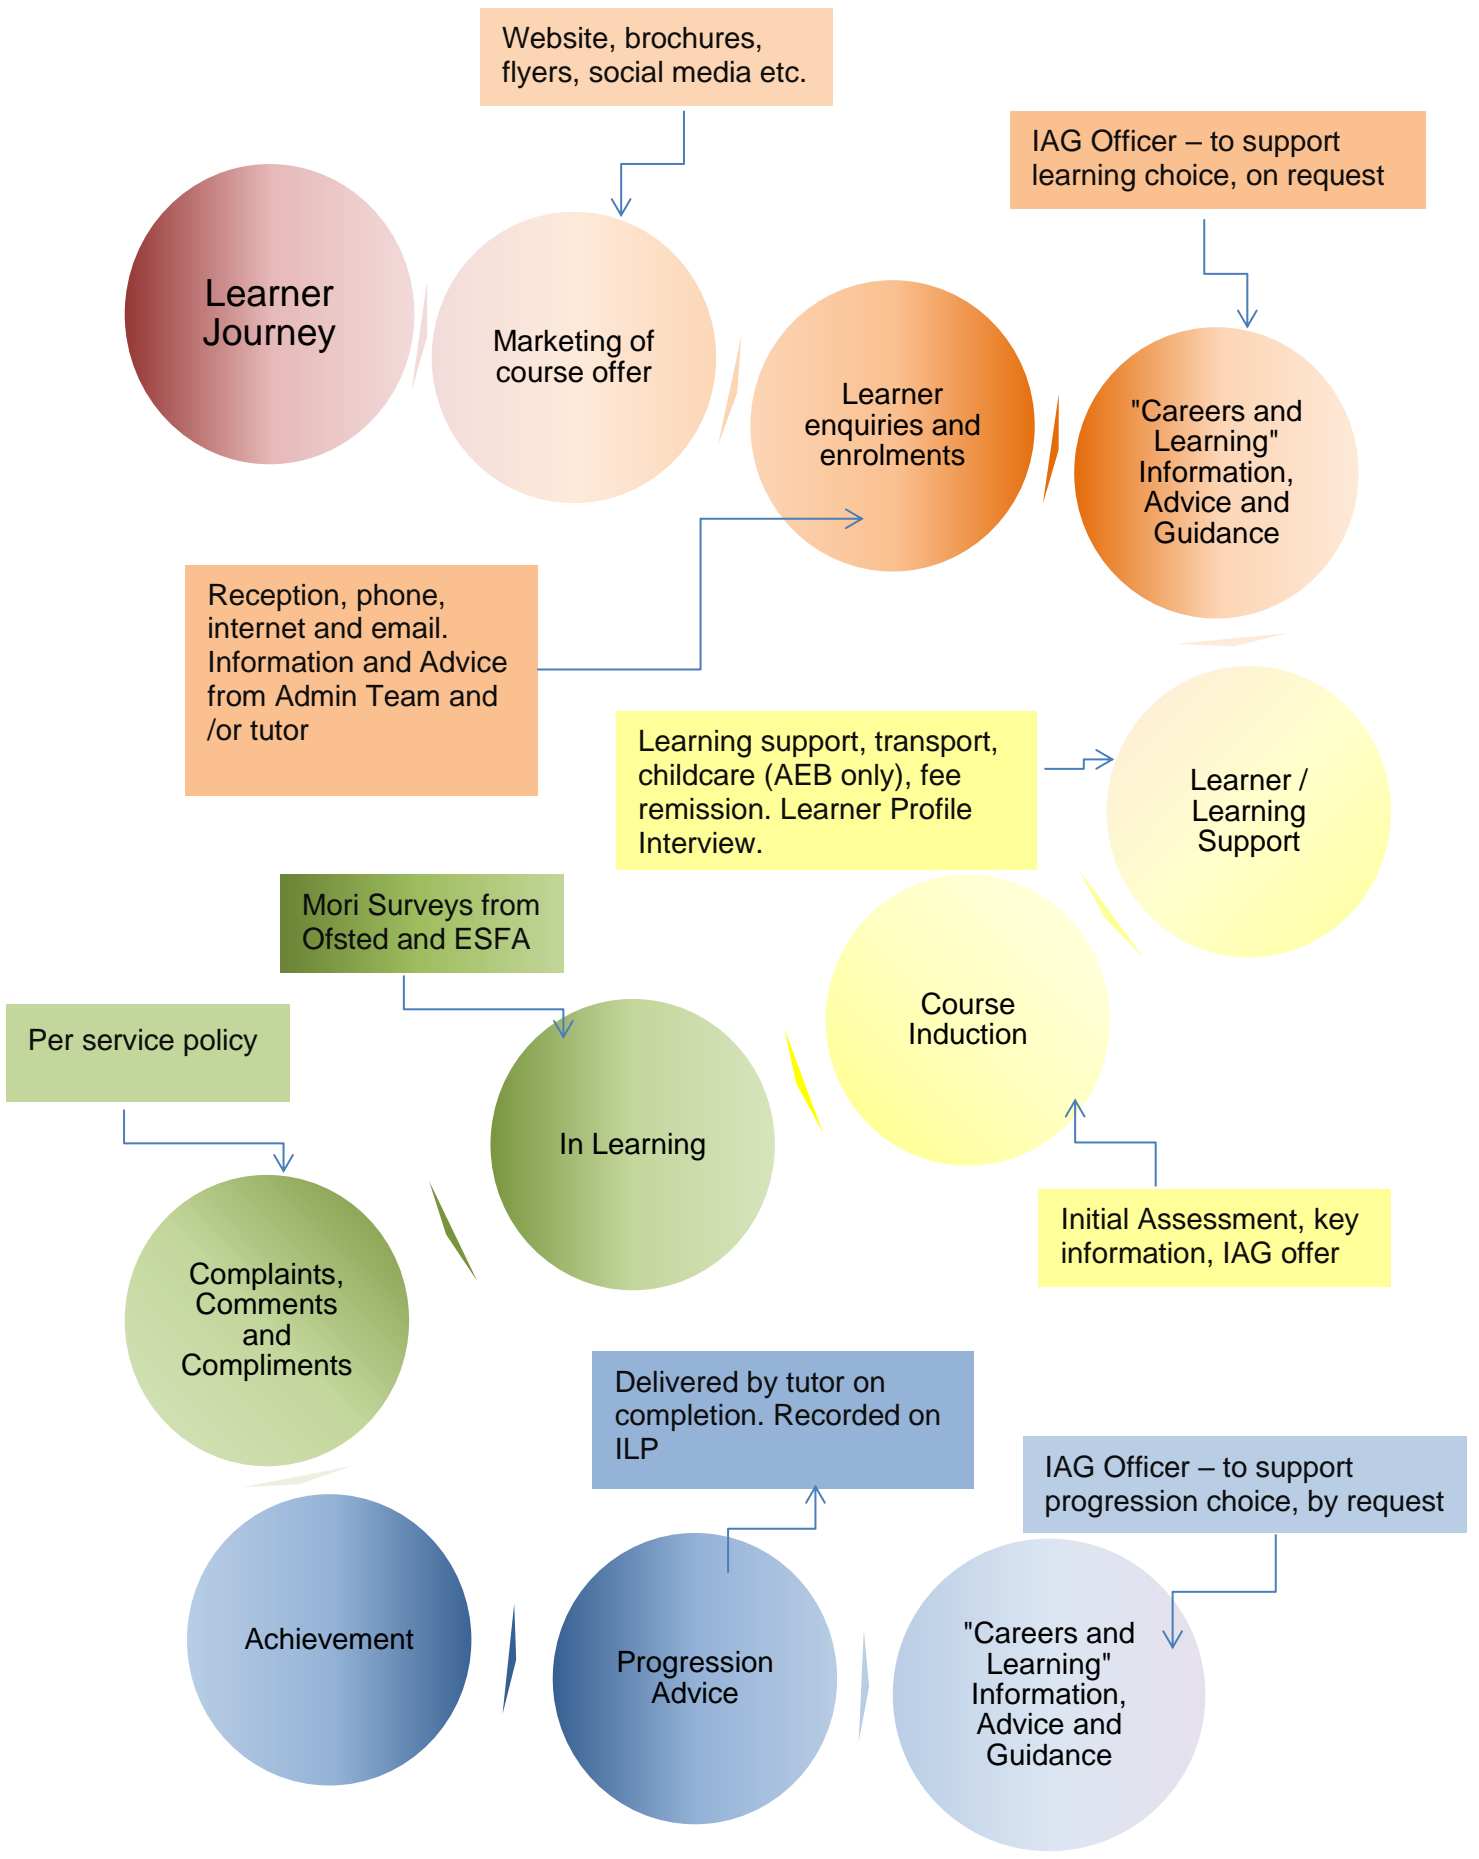 Website, brochures,
flyers, social media etc.
IAG Officer – to support
learning choice, on request
Learner
Journey
Marketing of
course offer
Learner
enquiries and
enrolments
"Careers and
Learning"
Information,
Advice and
Guidance
Reception, phone,
internet and email.
Information and Advice
from Admin Team and
/or tutor
Learning support, transport,
childcare (AEB only), fee
remission. Learner Profile
Interview.
Learner /
Learning
Support
Mori Surveys from
Ofsted and ESFA
Course
Induction
Per service policy
In Learning
Initial Assessment, key
information, IAG offer
Complaints,
Comments
and
Compliments
Delivered by tutor on
completion. Recorded on
ILP
IAG Officer – to support
progression choice, by request
Achievement
Progression
Advice
"Careers and
Learning"
Information,
Advice and
Guidance